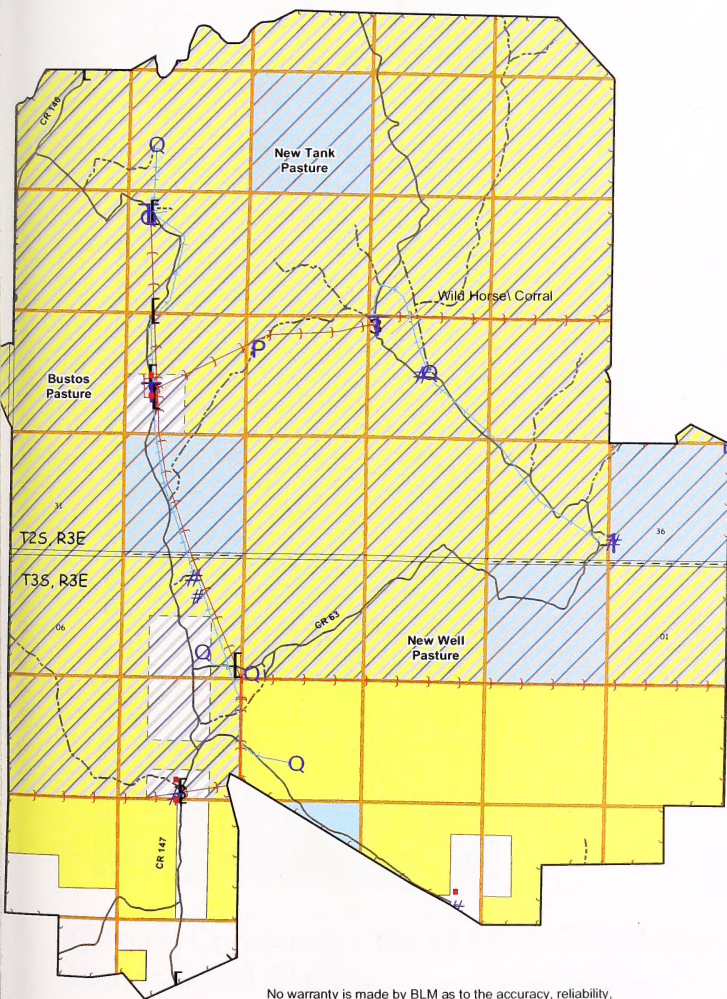 CR 146
Q
New Tank
Pasture
Wild Horse\ Corral
P
Q
Bustos
Pasture
31
36
T2S, R3E
T3S, R3E
#
#
06
CR 63
01
New Well
Pasture
Q
Q
Q
CR 147
No warranty is made by BLM as to the accuracy, reliability,